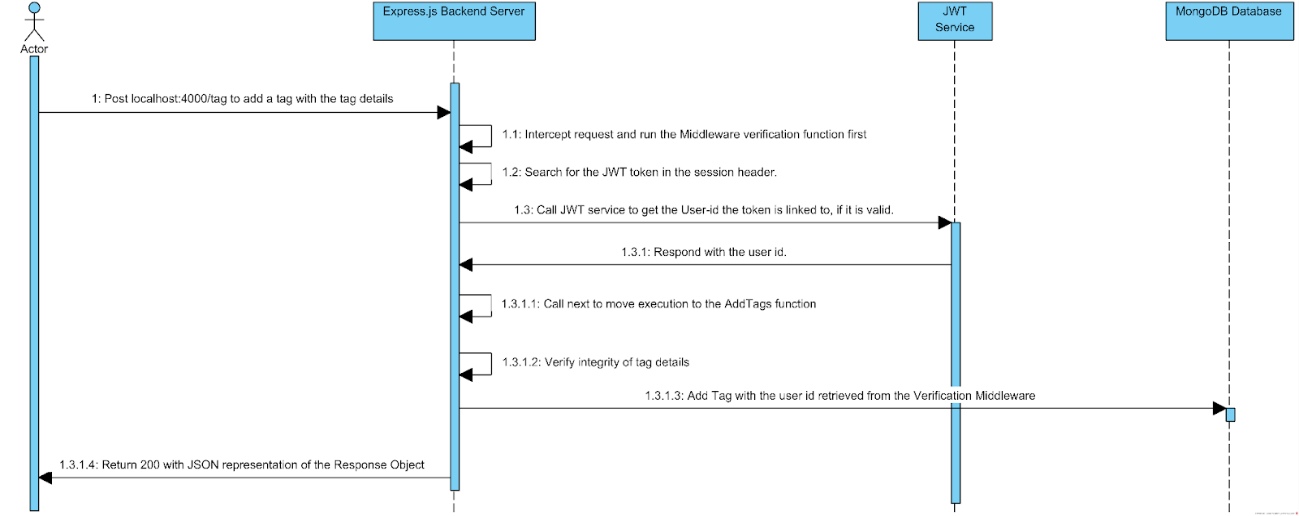 Actor
Express.js Backend Server
JWT
Service
MongoDB Database
1: Post localhost:4000/tag to add a tag with the tag details
1.1: Intercept request and run the Middleware verification function first
1.2: Search for the JWT token in the session header.
1.3: Call JWT service to get the User-id the token is linked to, if it is valid.
1.3.1: Respond with the user id.
1.3.1.1: Call next to move execution to the AddTags function
1.3.1.2: Verify integrity of tag details
1.3.1.3: Add Tag with the user id retrieved from the Verification Middleware
1.3.1.4: Return 200 with JSON representation of the Response Object